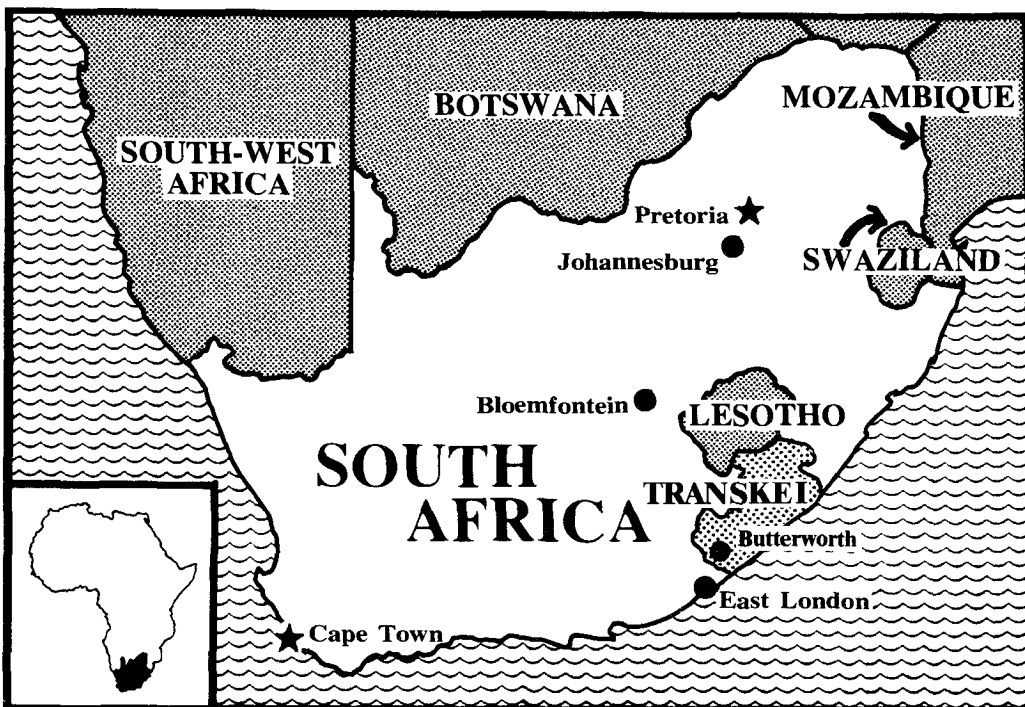 BOTSWANA
MOZAMBIQUE
SOUTH-WEST
AFRICA
Pretoria
Johannesburg
SWAZILAND
Bloemfontein
LESOTHO
SOUTH
AFRICA
TRANSKEI
Butterworth
East London
Cape Town